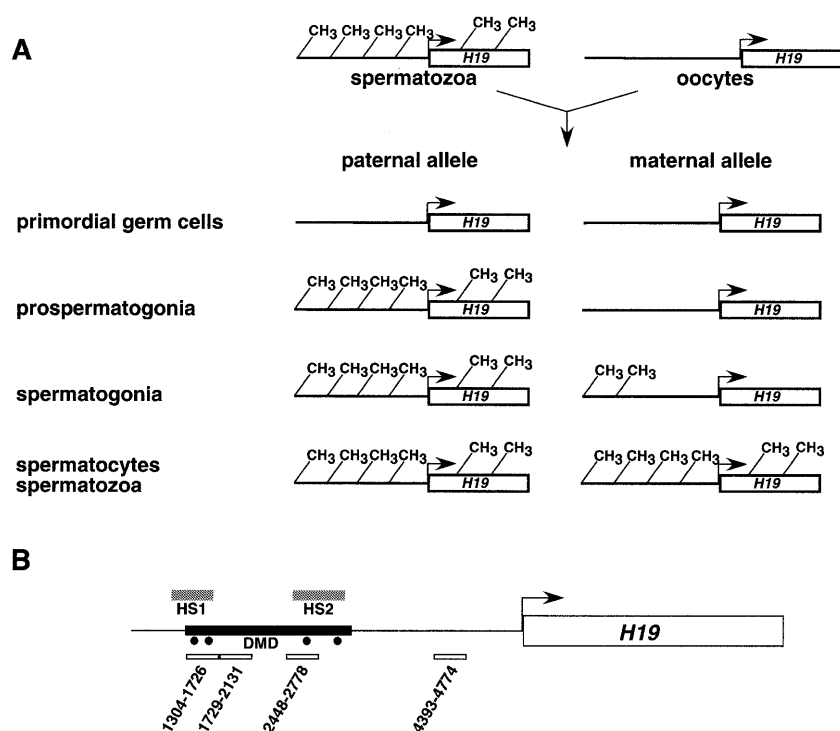 A
CH3 CH3 CH3 CH3 CH3 CH3
H19 H19
spermatozoa oocytes
paternal allele maternal allele
primordial germ cells H19 H19
CH3 CH3 CH3 CH3 CH3 CH3
prospermatogonia H19 H19
CH3 CH3 CH3 CH3 CH3 CH3 CH3 CH3
spermatogonia H19 H19
CH3 CH3 CH3 CH3 CH3 CH3 CH3 CH3 CH3 CH3 CH3 CH3
spermatocytes
spermatozoa H19 H19
B
HS1 HS2
DMD H19
1304-1726 1729-2131 2448-2778 4393-4774